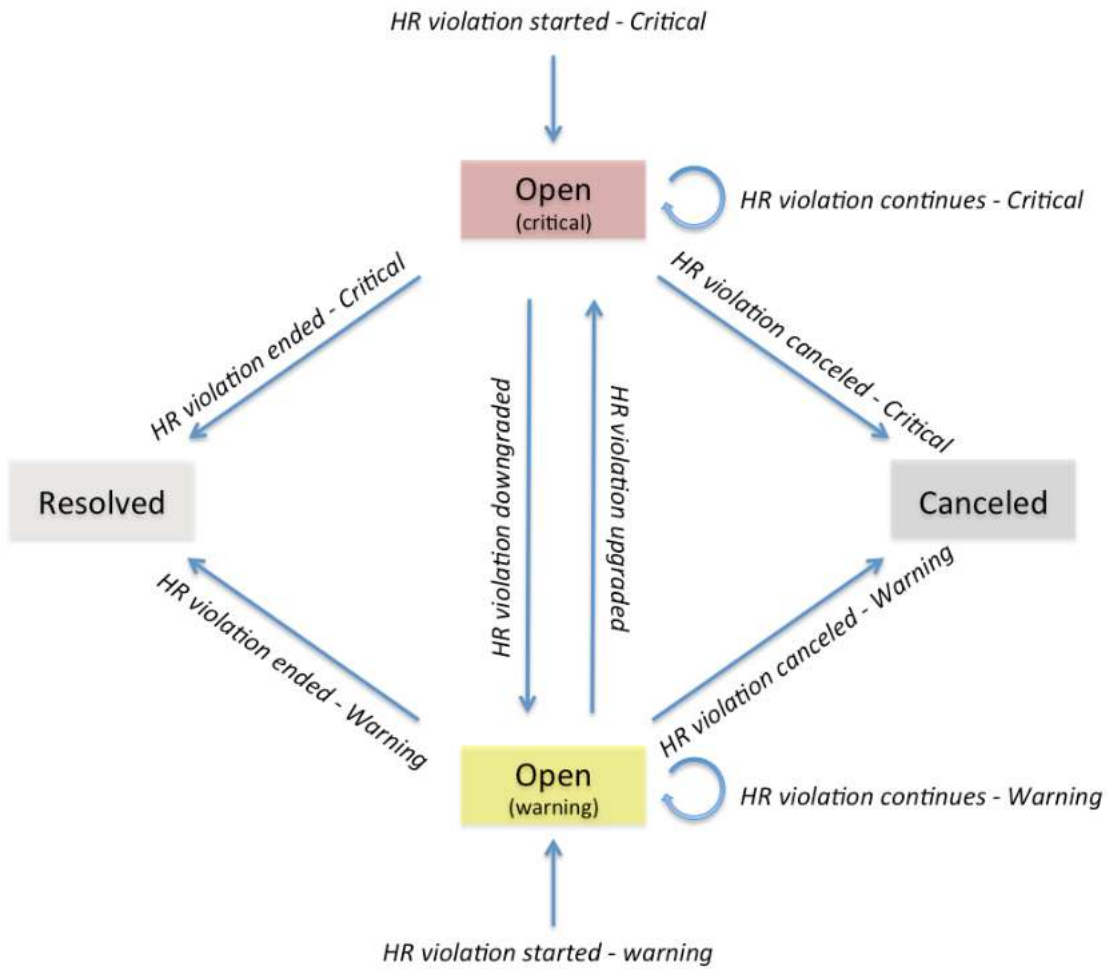 HR violation started - Critical
Open
(critical)
HR violation continues - Critical
HR violation ended - Critical
HR violation canceled - Critical
HR violation downgraded
HR violation upgraded
Resolved
Canceled
HR violation ended - Warning
HR violation canceled - Warning
Open
(warning)
HR violation continues - Warning
HR violation started - warning